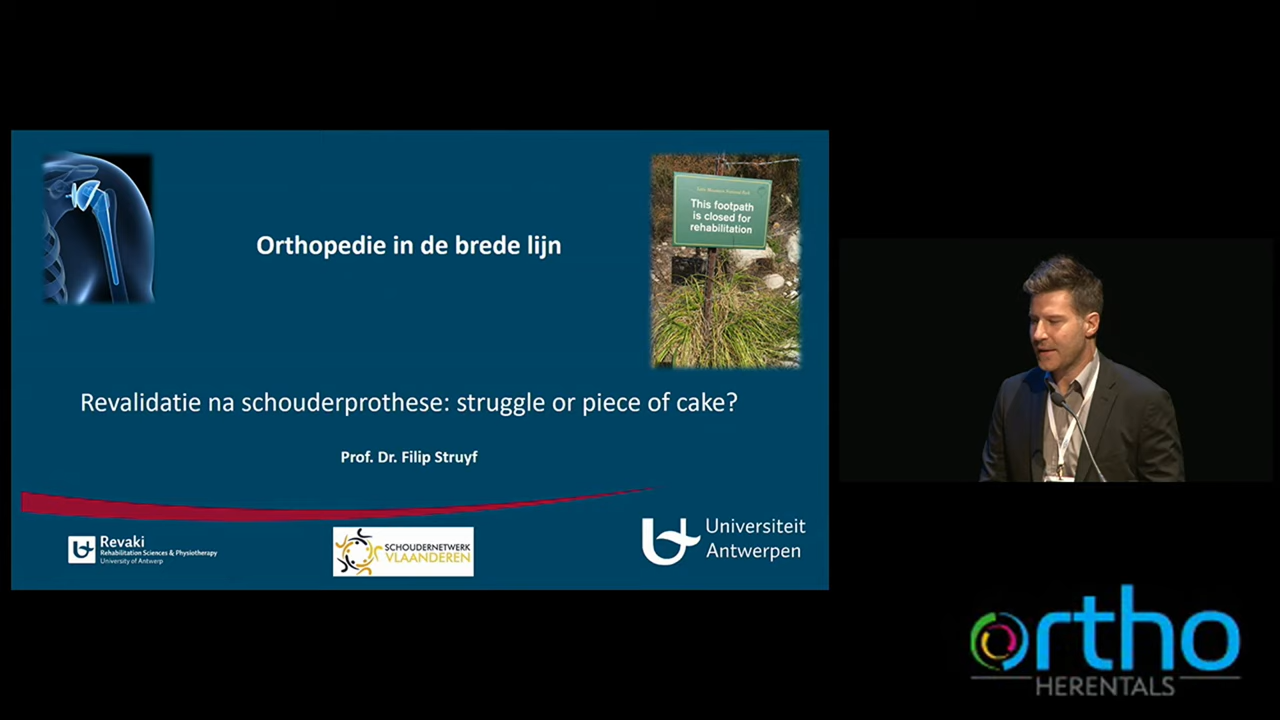 Orthopedie in de brede lijn
This footpath
is closed for
rehabilitation
Revalidatie na schouderprothese: struggle or piece of cake?
Prof. Dr. Filip Struyf
Revaki
Rehabilitation Sciences & Physiotherapy
University of Antwerp
SCHOUDERNETWERK
VLAANDEREN
Universiteit
Antwerpen
ortho
HERENTALS